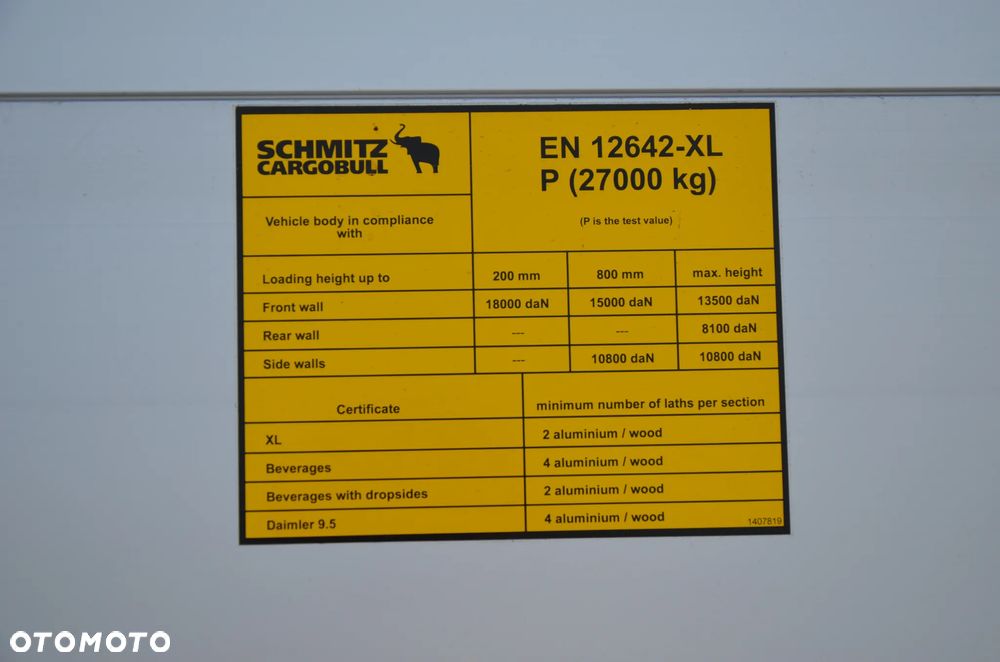 SCHMITZ
CARGOBULL
EN 12642-XL
P (27000 kg)
(P is the test value)
Vehicle body in compliance
with
Loading height up to 200 mm 800 mm max. height
Front wall 18000 daN 15000 daN 13500 daN
Rear wall --- --- 8100 daN
Side walls --- 10800 daN 10800 daN
Certificate minimum number of laths per section
XL 2 aluminium / wood
Beverages 4 aluminium / wood
Beverages with dropsides 2 aluminium / wood
Daimler 9.5 4 aluminium / wood
1407819
OTOMOTO